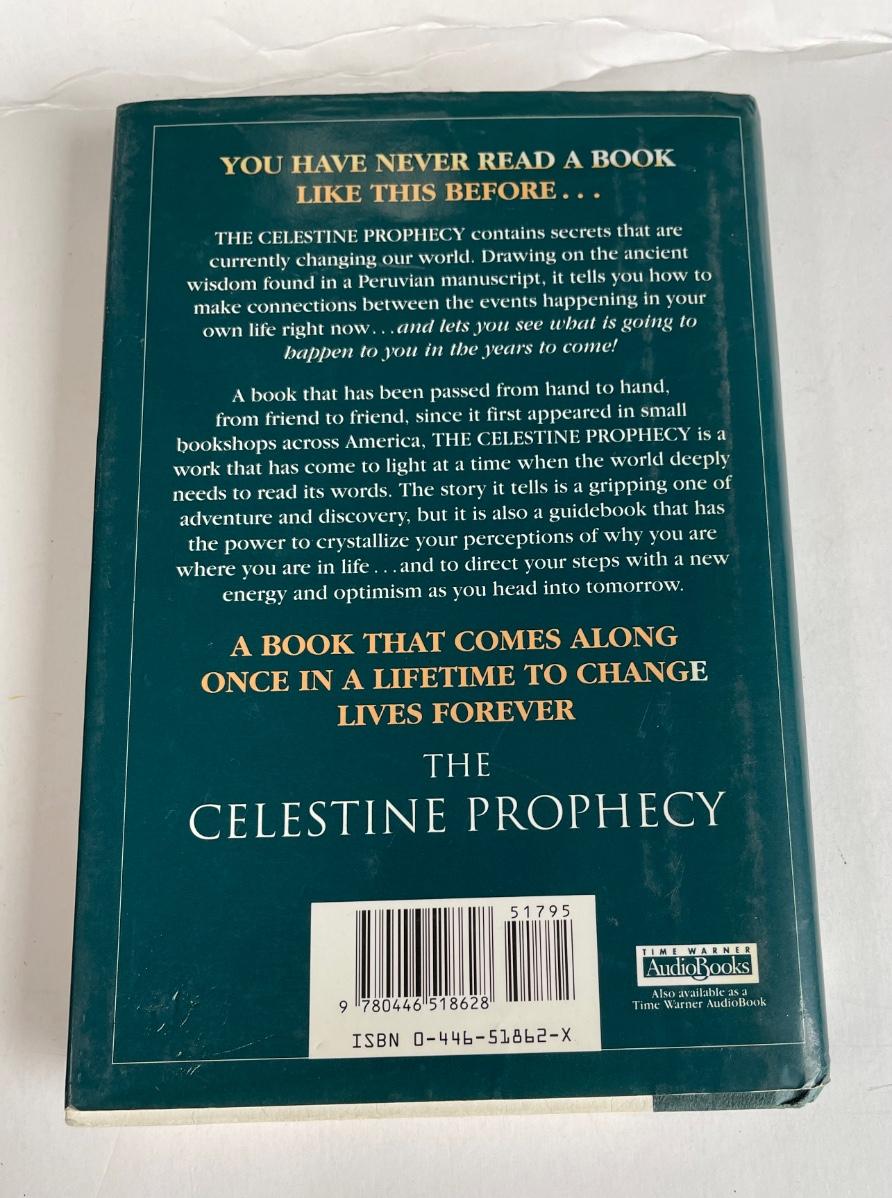 YOU HAVE NEVER READ A BOOK
LIKE THIS BEFORE...
THE CELESTINE PROPHECY contains secrets that are
currently changing our world. Drawing on the ancient
wisdom found in a Peruvian manuscript, it tells you how to
make connections between the events happening in your
own life right now...and lets you see what is going to
happen to you in the years to come!
A book that has been passed from hand to hand,
from friend to friend, since it first appeared in small
bookshops across America, THE CELESTINE PROPHECY is a
work that has come to light at a time when the world deeply
needs to read its words. The story it tells is a gripping one of
adventure and discovery, but it is also a guidebook that has
the power to crystallize your perceptions of why you are
where you are in life...and to direct your steps with a new
energy and optimism as you head into tomorrow.
A BOOK THAT COMES ALONG
ONCE IN A LIFETIME TO CHANGE
LIVES FOREVER
THE
CELESTINE PROPHECY
51795
9 780446 518628
ISBN 0-446-51862-X
TIME WARNER
AudioBooks
Also available as a
Time Warner AudioBook